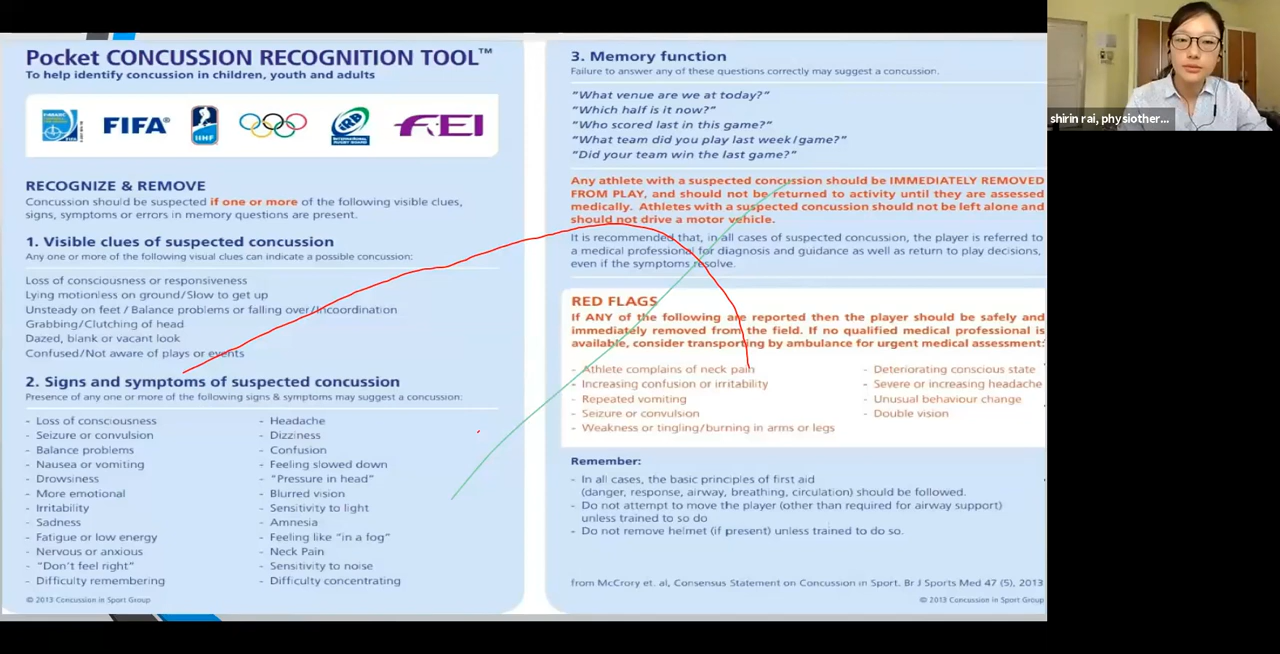 Pocket CONCUSSION RECOGNITION TOOL™
To help identify concussion in children, youth and adults
FIFA®
IIHF
IRB
INTERNATIONAL
RUGBY BOARD
FEI
RECOGNIZE & REMOVE
Concussion should be suspected if one or more of the following visible clues,
signs, symptoms or errors in memory questions are present.
1. Visible clues of suspected concussion
Any one or more of the following visual clues can indicate a possible concussion:
Loss of consciousness or responsiveness
Lying motionless on ground/Slow to get up
Unsteady on feet / Balance problems or falling over/Incoordination
Grabbing/Clutching of head
Dazed, blank or vacant look
Confused/Not aware of plays or events
2. Signs and symptoms of suspected concussion
Presence of any one or more of the following signs & symptoms may suggest a concussion:
- Loss of consciousness
- Seizure or convulsion
- Balance problems
- Nausea or vomiting
- Drowsiness
- More emotional
- Irritability
- Sadness
- Fatigue or low energy
- Nervous or anxious
- "Don't feel right"
- Difficulty remembering
- Headache
- Dizziness
- Confusion
- Feeling slowed down
- "Pressure in head"
- Blurred vision
- Sensitivity to light
- Amnesia
- Feeling like "in a fog"
- Neck Pain
- Sensitivity to noise
- Difficulty concentrating
© 2013 Concussion in Sport Group
3. Memory function
Failure to answer any of these questions correctly may suggest a concussion.
"What venue are we at today?"
"Which half is it now?"
"Who scored last in this game?"
"What team did you play last week/game?"
"Did your team win the last game?"
Any athlete with a suspected concussion should be IMMEDIATELY REMOVED
FROM PLAY, and should not be returned to activity until they are assessed
medically. Athletes with a suspected concussion should not be left alone and
should not drive a motor vehicle.
It is recommended that, in all cases of suspected concussion, the player is referred to
a medical professional for diagnosis and guidance as well as return to play decisions,
even if the symptoms resolve.
RED FLAGS
If ANY of the following are reported then the player should be safely and
immediately removed from the field. If no qualified medical professional is
available, consider transporting by ambulance for urgent medical assessment:
- Athlete complains of neck pain
- Increasing confusion or irritability
- Repeated vomiting
- Seizure or convulsion
- Weakness or tingling/burning in arms or legs
- Deteriorating conscious state
- Severe or increasing headache
- Unusual behaviour change
- Double vision
Remember:
- In all cases, the basic principles of first aid
(danger, response, airway, breathing, circulation) should be followed.
- Do not attempt to move the player (other than required for airway support)
unless trained to so do
- Do not remove helmet (if present) unless trained to do so.
from McCrory et. al, Consensus Statement on Concussion in Sport. Br J Sports Med 47 (5), 2013
© 2013 Concussion in Sport Group
shirin rai, physiother...